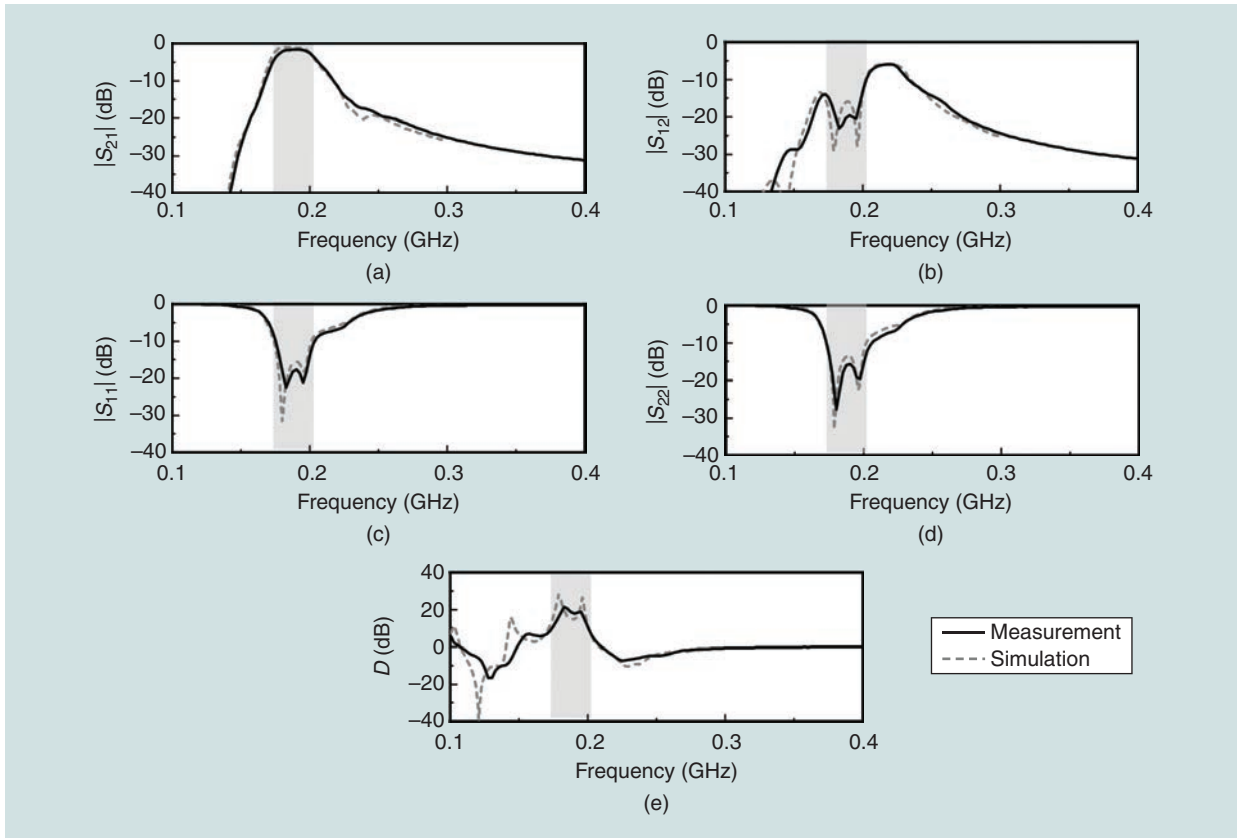 |S21| (dB)
0
–10
–20
–30
–40
0.1 0.2 0.3 0.4
Frequency (GHz)
(a)
|S12| (dB)
0
–10
–20
–30
–40
0.1 0.2 0.3 0.4
Frequency (GHz)
(b)
|S11| (dB)
0
–10
–20
–30
–40
0.1 0.2 0.3 0.4
Frequency (GHz)
(c)
|S22| (dB)
0
–10
–20
–30
–40
0.1 0.2 0.3 0.4
Frequency (GHz)
(d)
D (dB)
40
20
0
–20
–40
0.1 0.2 0.3 0.4
Frequency (GHz)
(e)
Measurement
Simulation